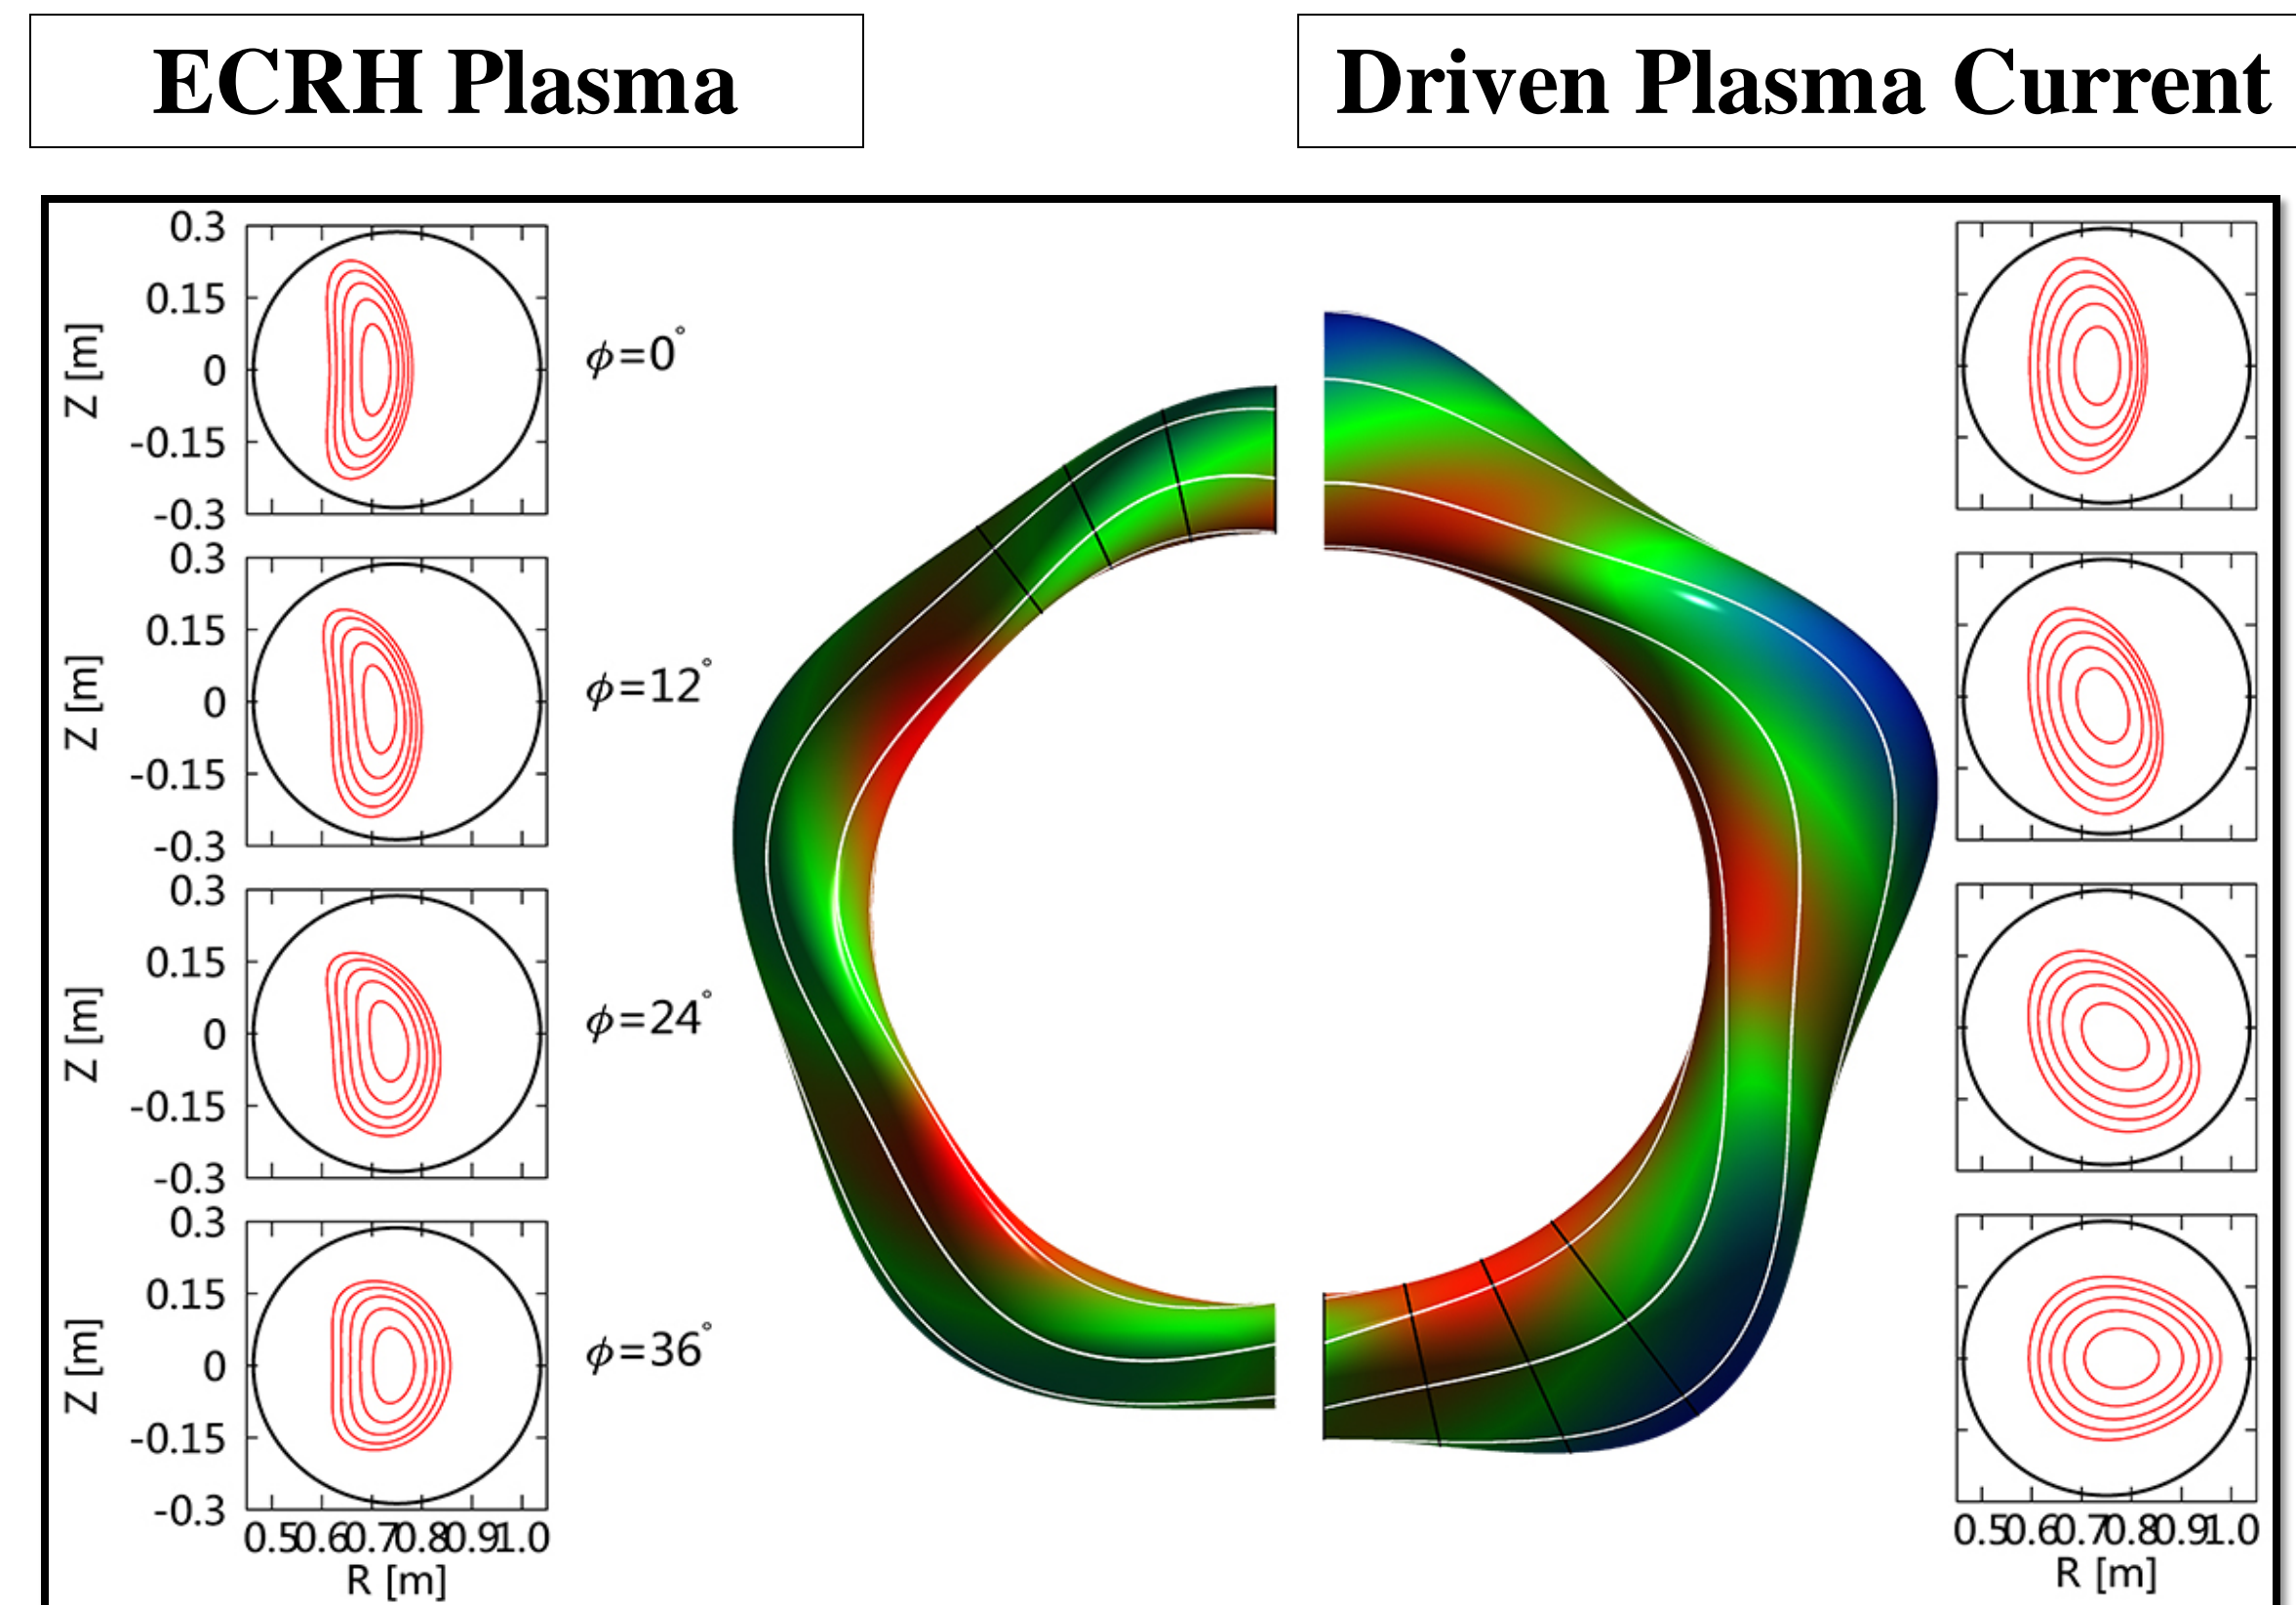 ECRH Plasma
Driven Plasma Current
0.3
0.15
0
-0.15
-0.3
Z [m]
ϕ=0°
0.3
0.15
0
-0.15
-0.3
Z [m]
ϕ=12°
0.3
0.15
0
-0.15
-0.3
Z [m]
ϕ=24°
0.3
0.15
0
-0.15
-0.3
Z [m]
ϕ=36°
0.5 0.6 0.7 0.8 0.9 1.0
R [m]
0.5 0.6 0.7 0.8 0.9 1.0
R [m]